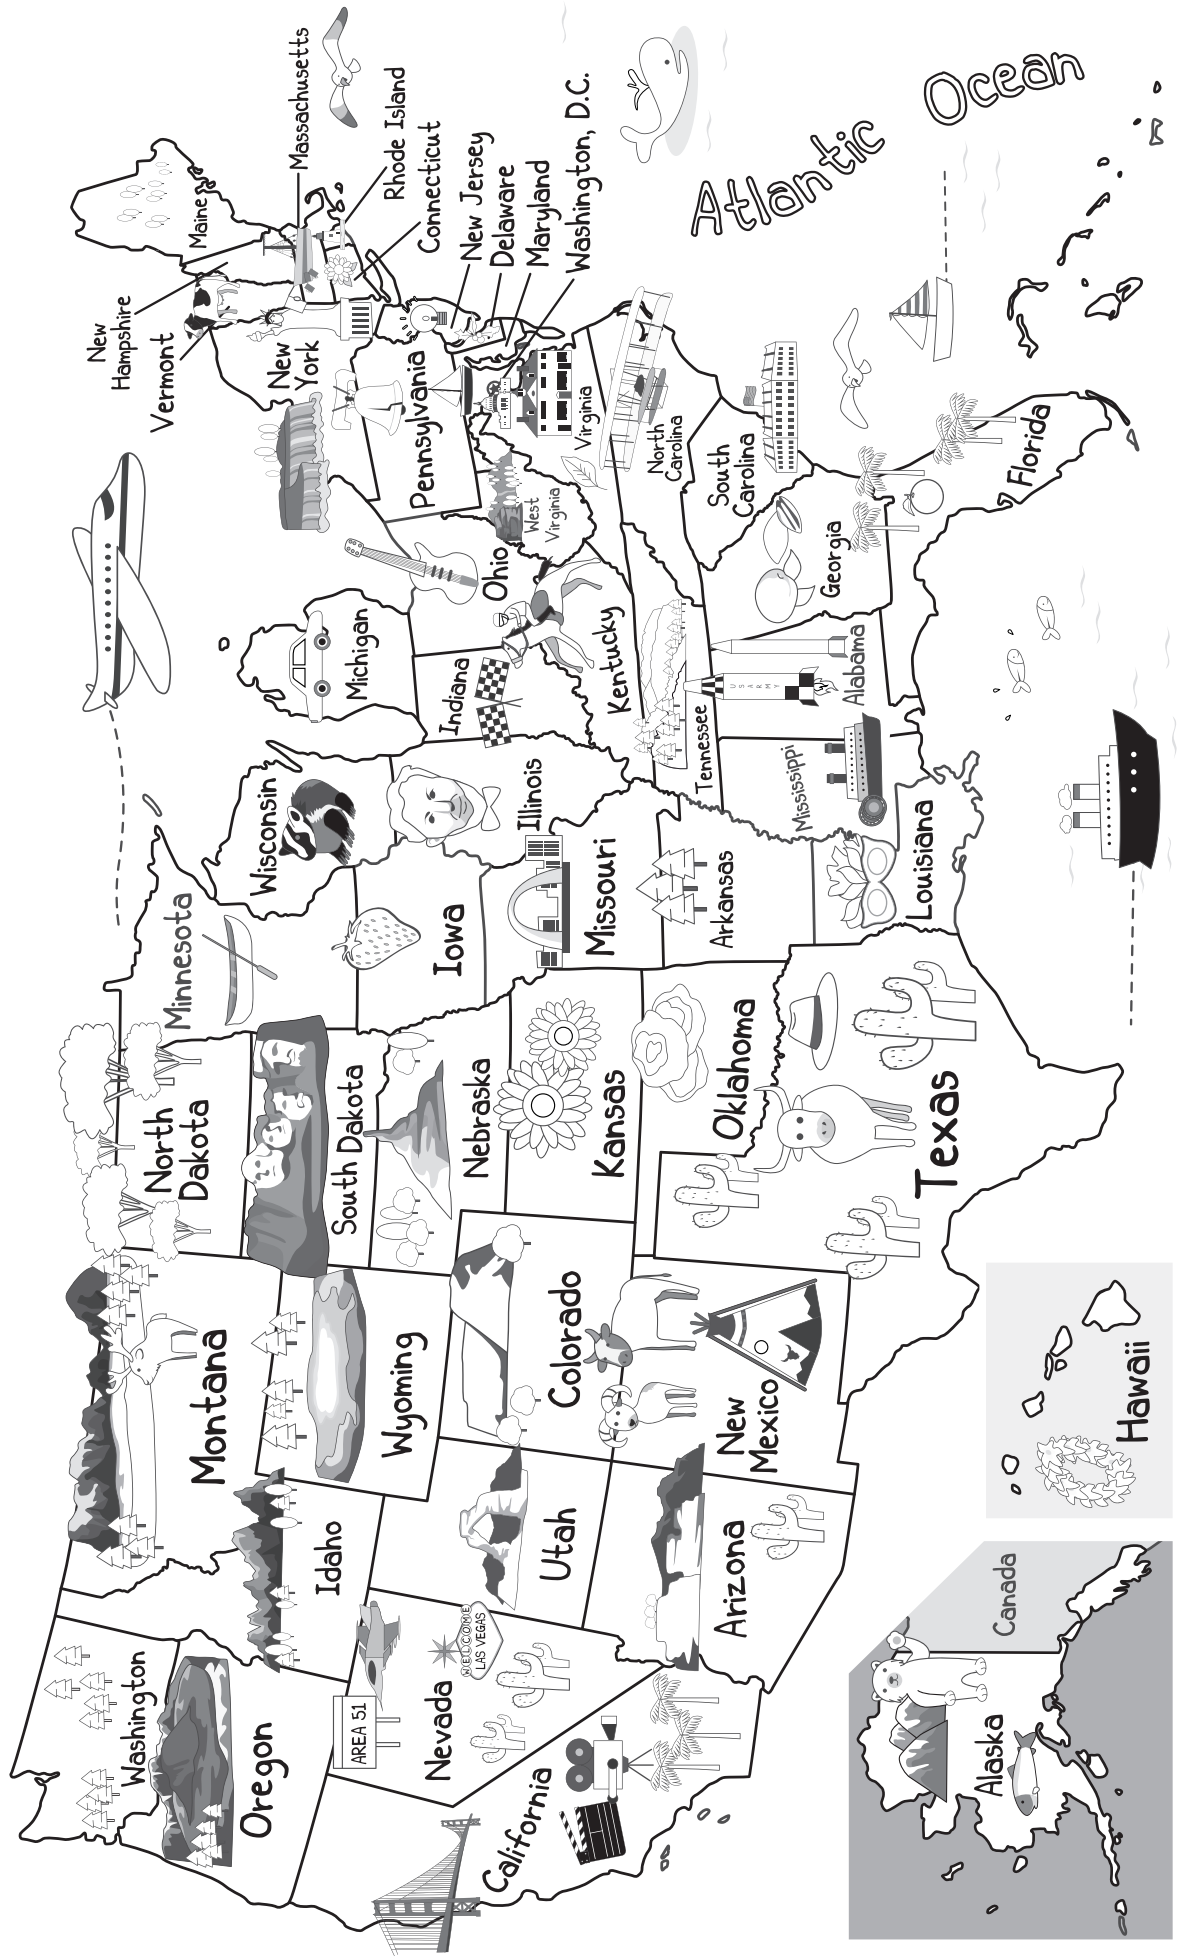 Washington
Oregon
California
Nevada
AREA 51
WELCOME
LAS VEGAS
Idaho
Montana
Wyoming
Utah
Arizona
Colorado
New
Mexico
North
Dakota
South Dakota
Nebraska
Kansas
Oklahoma
Texas
Minnesota
Iowa
Missouri
Arkansas
Louisiana
Wisconsin
Illinois
Michigan
Indiana
Ohio
Kentucky
Tennessee
Mississippi
Alabama
US ARMY
Georgia
Florida
South
Carolina
North
Carolina
Virginia
West
Virginia
Pennsylvania
New
York
Vermont
New
Hampshire
Maine
Massachusetts
Rhode Island
Connecticut
New Jersey
Delaware
Maryland
Washington, D.C.
Atlantic
Ocean
Alaska
Canada
Hawaii